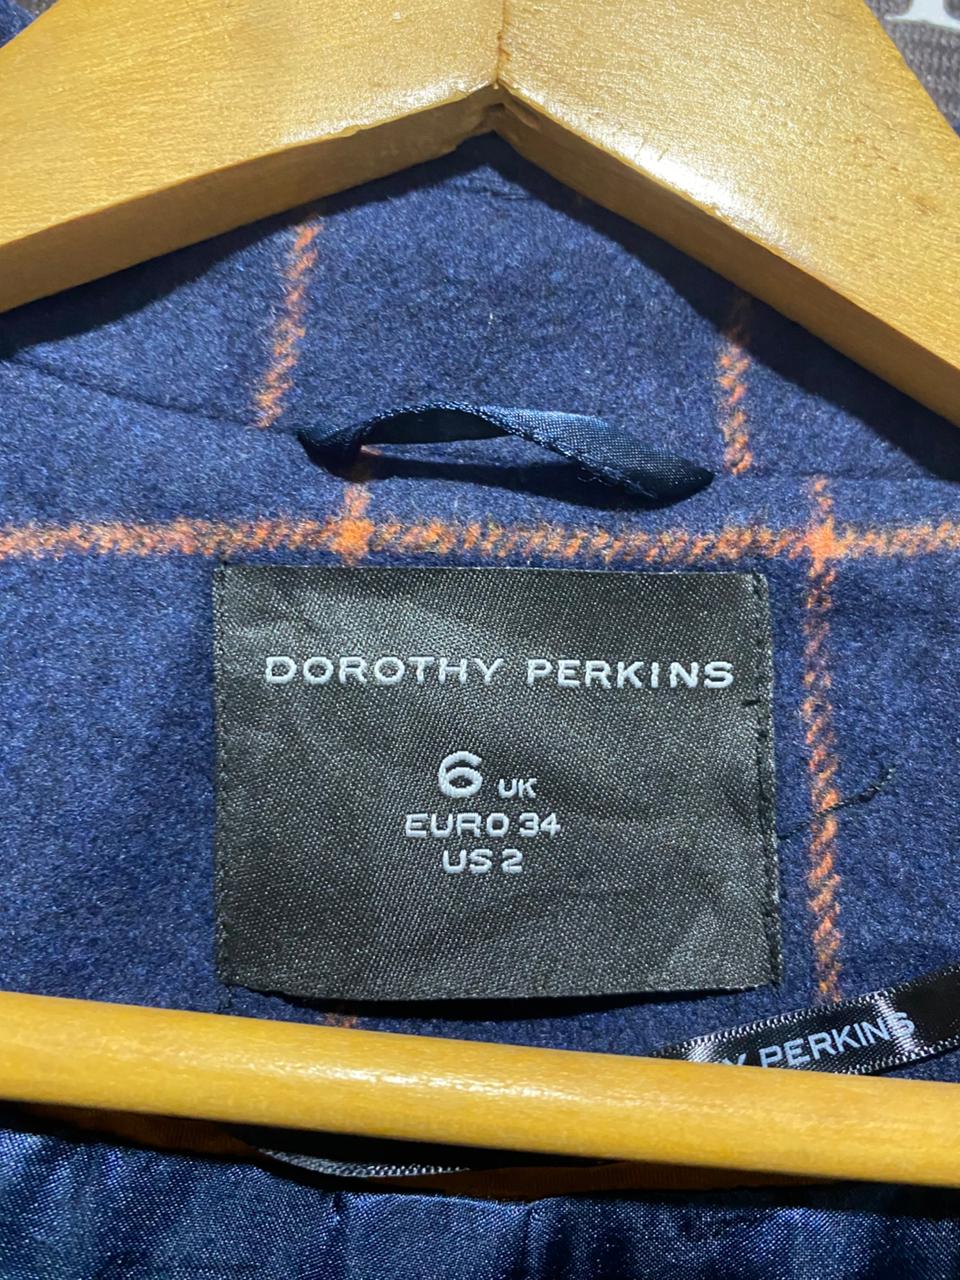 DOROTHY PERKINS
6 UK
EURO 34
US 2
PERKINS